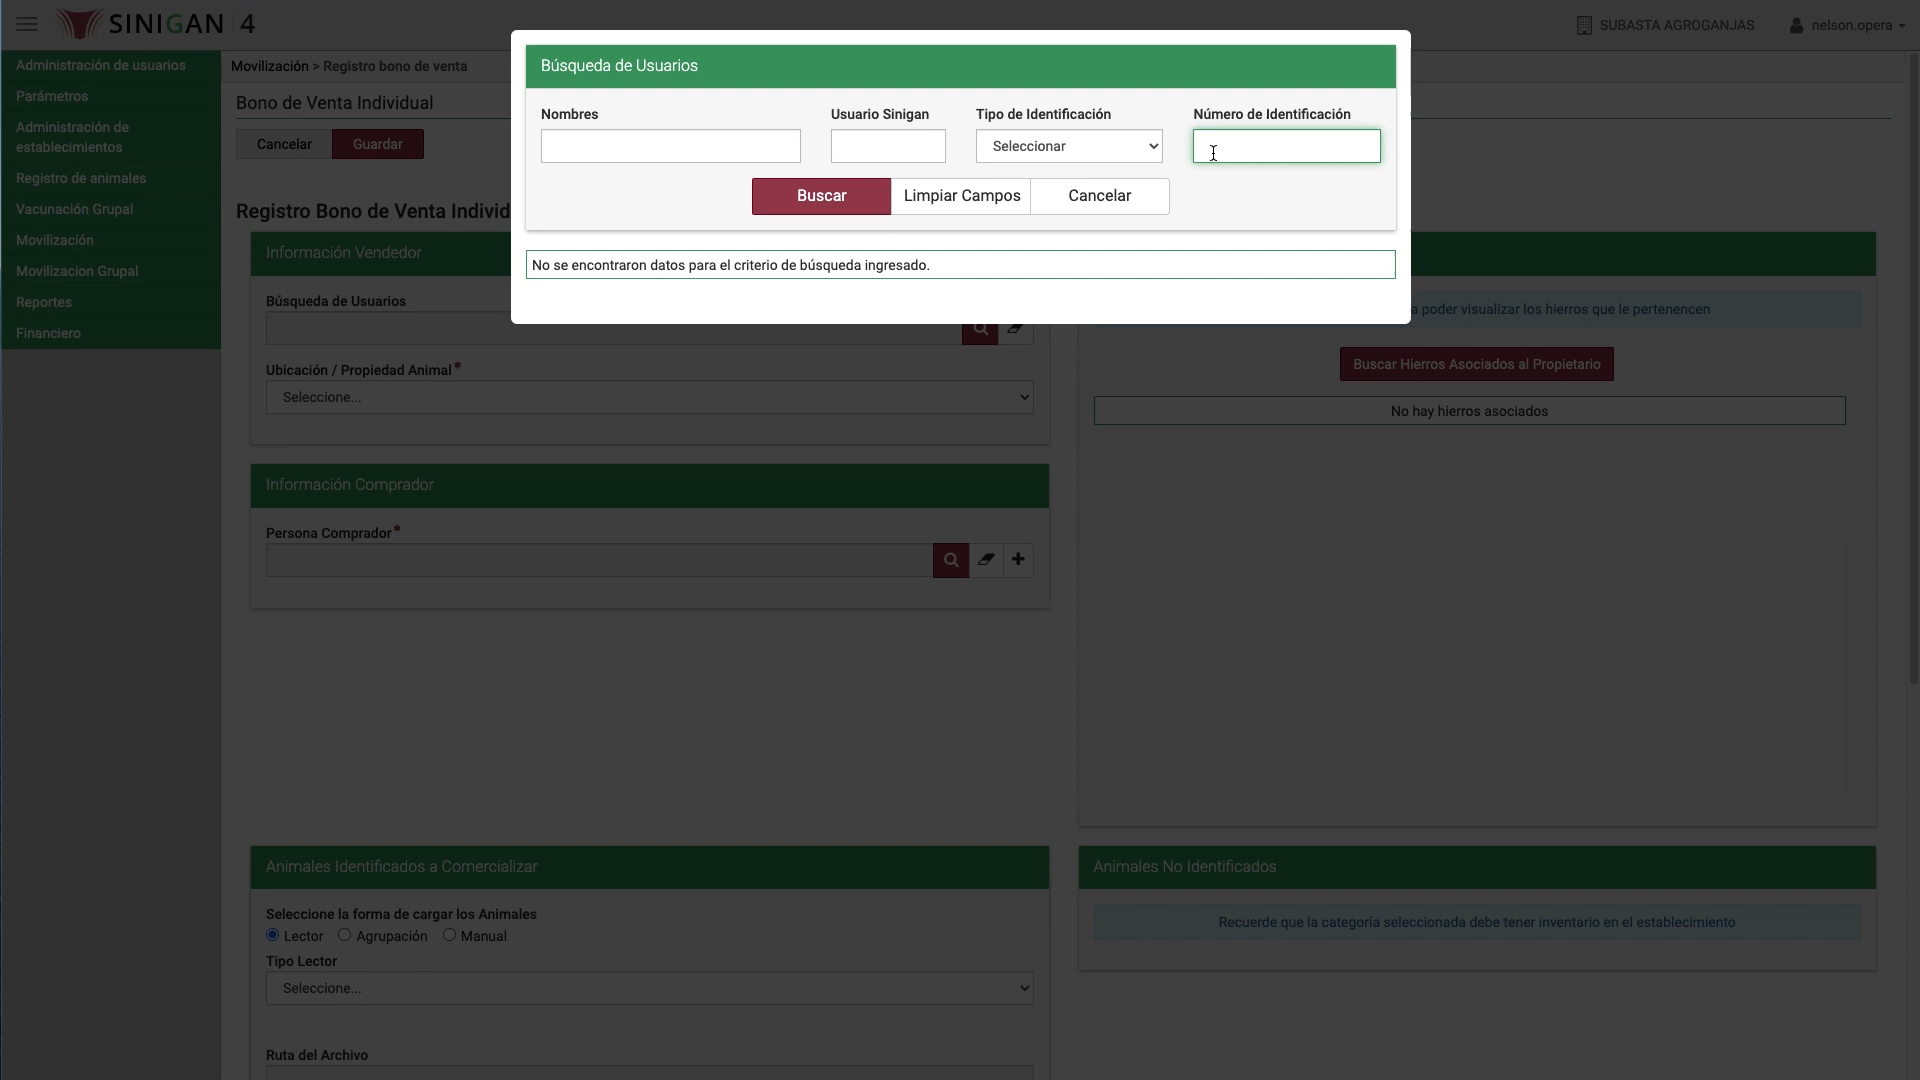 SINIGAN 4
SUBASTA AGROGANJAS
nelson.opera
Administración de usuarios
Parámetros
Administración de
establecimientos
Registro de animales
Vacunación Grupal
Movilización
Movilizacion Grupal
Reportes
Financiero
Movilización > Registro bono de venta
Bono de Venta Individual
Cancelar
Guardar
Búsqueda de Usuarios
Nombres
Usuario Sinigan
Tipo de Identificación
Número de Identificación
Seleccionar
Buscar
Limpiar Campos
Cancelar
No se encontraron datos para el criterio de búsqueda ingresado.
Registro Bono de Venta Individ
Información Vendedor
Búsqueda de Usuarios
Ubicación / Propiedad Animal*
Seleccione...
Información Comprador
Persona Comprador*
a poder visualizar los hierros que le pertenencen
Buscar Hierros Asociados al Propietario
No hay hierros asociados
Animales Identificados a Comercializar
Seleccione la forma de cargar los Animales
Lector
Agrupación
Manual
Tipo Lector
Seleccione...
Ruta del Archivo
Animales No Identificados
Recuerde que la categoría seleccionada debe tener inventario en el establecimiento